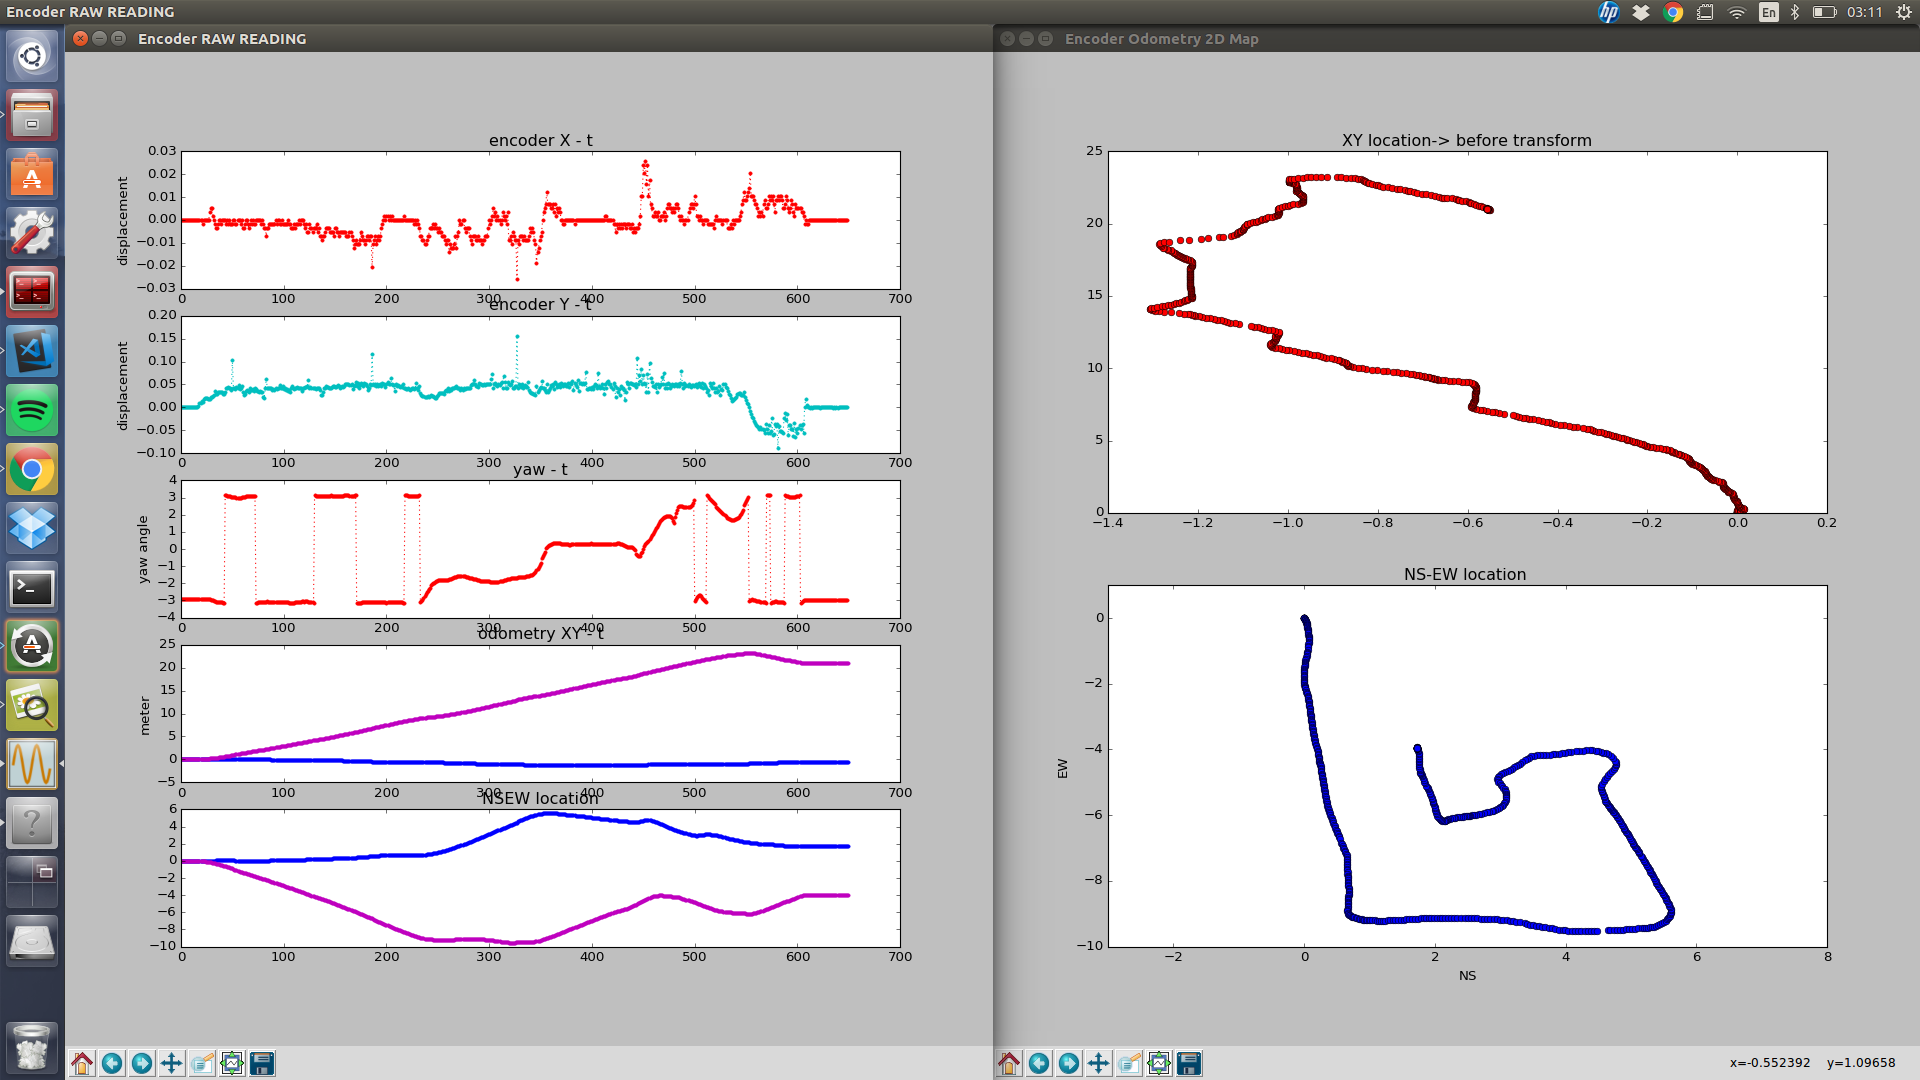 Encoder RAW READING
En
03:11
Encoder RAW READING
Encoder Odometry 2D Map
encoder X - t
displacement
0.03
0.02
0.01
0.00
−0.01
−0.02
−0.03
0 100 200 300 400 500 600 700
encoder Y - t
displacement
0.20
0.15
0.10
0.05
0.00
−0.05
−0.10
0 100 200 300 400 500 600 700
yaw - t
yaw angle
4
3
2
1
0
−1
−2
−3
−4
0 100 200 300 400 500 600 700
odometry XY - t
meter
25
20
15
10
5
0
−5
0 100 200 300 400 500 600 700
NSEW location
6
4
2
0
−2
−4
−6
−8
−10
0 100 200 300 400 500 600 700
XY location-> before transform
25
20
15
10
5
0
−1.4 −1.2 −1.0 −0.8 −0.6 −0.4 −0.2 0.0 0.2
NS-EW location
EW
0
−2
−4
−6
−8
−10
−2 0 2 4 6 8
NS
x=-0.552392 y=1.09658